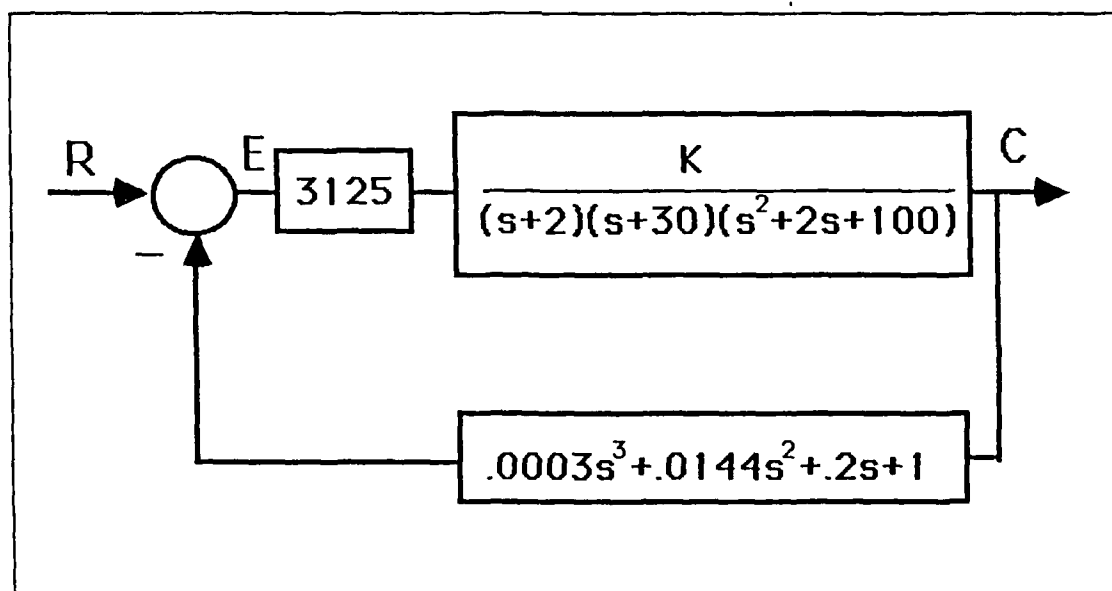 R
E
3125
K
(s+2)(s+30)(s²+2s+100)
C
−
.0003s³+.0144s²+.2s+1